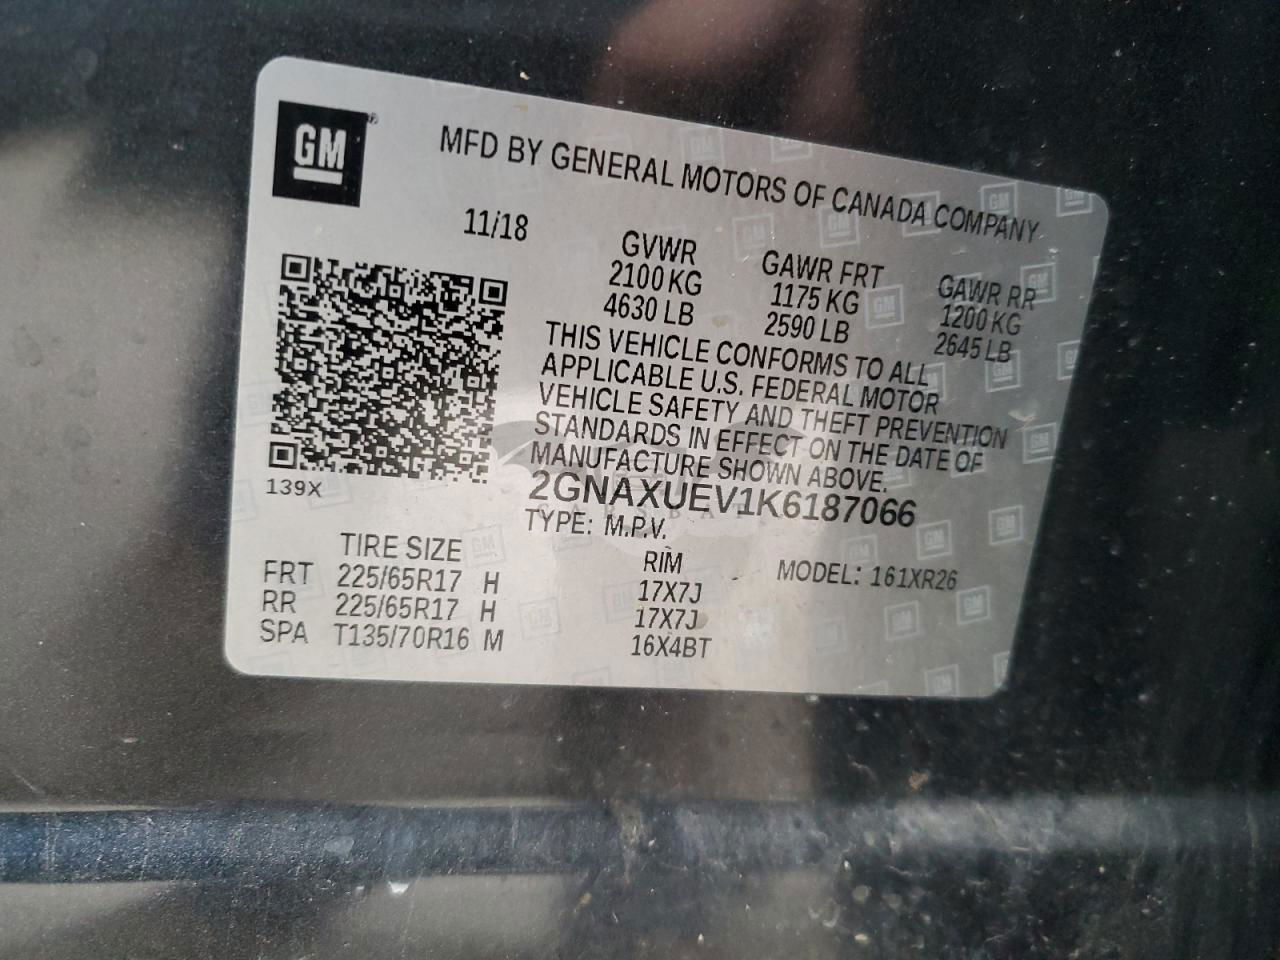 GM
MFD BY GENERAL MOTORS OF CANADA COMPANY
11/18
GVWR GAWR FRT GAWR RR
2100 KG 1175 KG 1200 KG
4630 LB 2590 LB 2645 LB
THIS VEHICLE CONFORMS TO ALL
APPLICABLE U.S. FEDERAL MOTOR
VEHICLE SAFETY AND THEFT PREVENTION
STANDARDS IN EFFECT ON THE DATE OF
MANUFACTURE SHOWN ABOVE.
139X
2GNAXUEV1K6187066
TYPE: M.P.V.
MODEL: 161XR26
TIRE SIZE RIM
FRT 225/65R17 H 17X7J
RR 225/65R17 H 17X7J
SPA T135/70R16 M 16X4BT